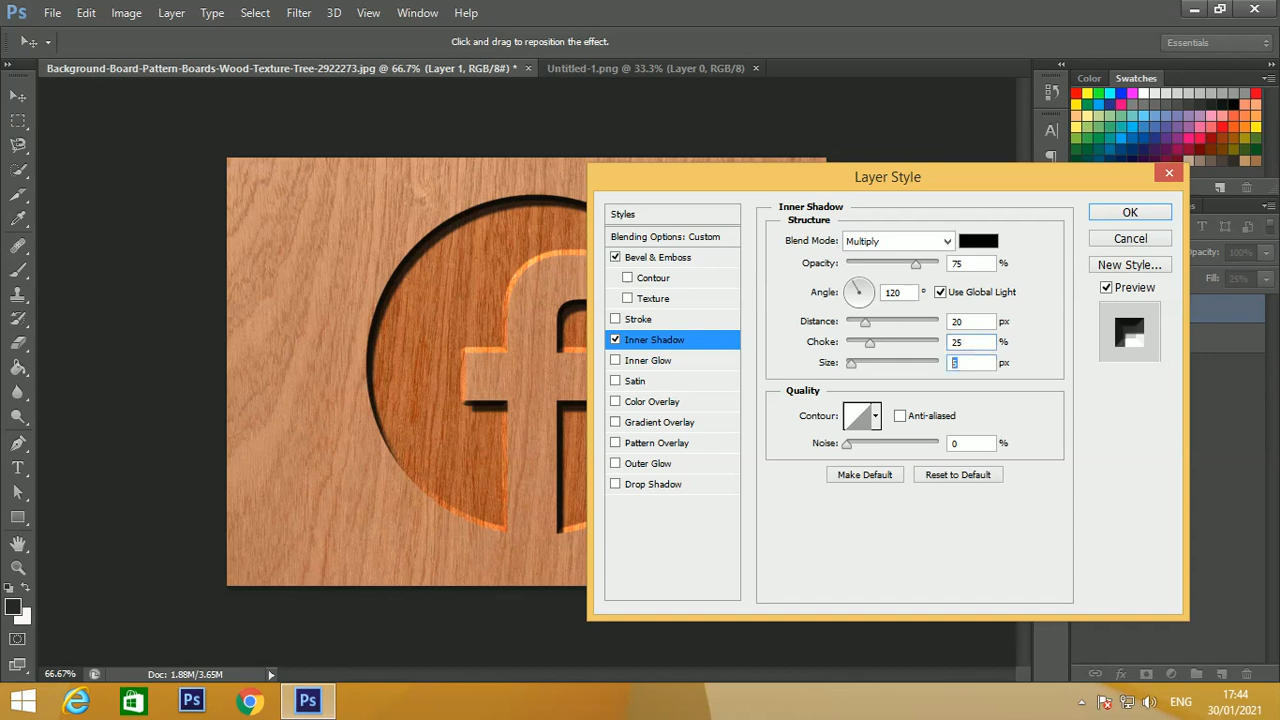 Ps File Edit Image Layer Type Select Filter 3D View Window Help
Click and drag to reposition the effect.
Essentials
Background-Board-Pattern-Boards-Wood-Texture-Tree-2922273.jpg @ 66.7% (Layer 1, RGB/8#) * ×
Untitled-1.png @ 33.3% (Layer 0, RGB/8) ×
Color Swatches
Layer Style
Styles
Blending Options: Custom
Bevel & Emboss
Contour
Texture
Stroke
Inner Shadow
Inner Glow
Satin
Color Overlay
Gradient Overlay
Pattern Overlay
Outer Glow
Drop Shadow
Inner Shadow
Structure
Blend Mode: Multiply
Opacity: 75 %
Angle: 120 °
Use Global Light
Distance: 20 px
Choke: 25 %
Size: 5 px
Quality
Contour:
Anti-aliased
Noise: 0 %
Make Default
Reset to Default
OK
Cancel
New Style...
Preview
Opacity: 100%
Fill: 25%
66.67%
Doc: 1.88M/3.65M
ENG
17:44
30/01/2021